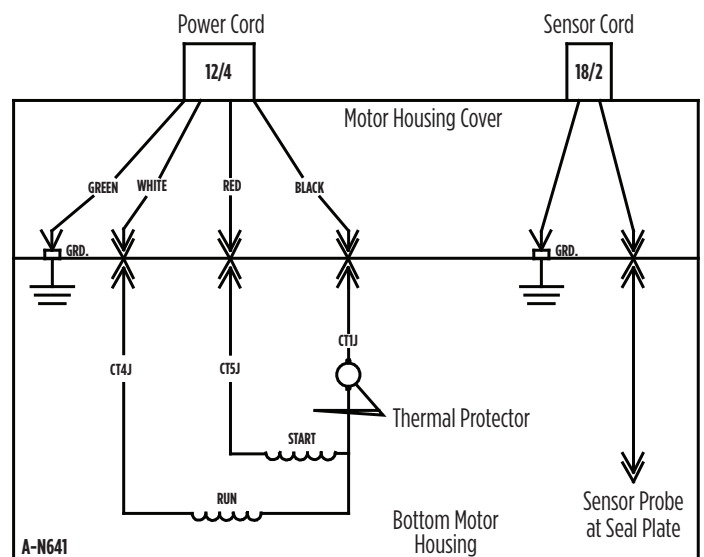 Power Cord
Sensor Cord
12/4
18/2
Motor Housing Cover
GREEN
WHITE
RED
BLACK
GRD.
GRD.
CT4J
CT5J
CT1J
Thermal Protector
START
RUN
Sensor Probe
at Seal Plate
Bottom Motor
Housing
A-N641